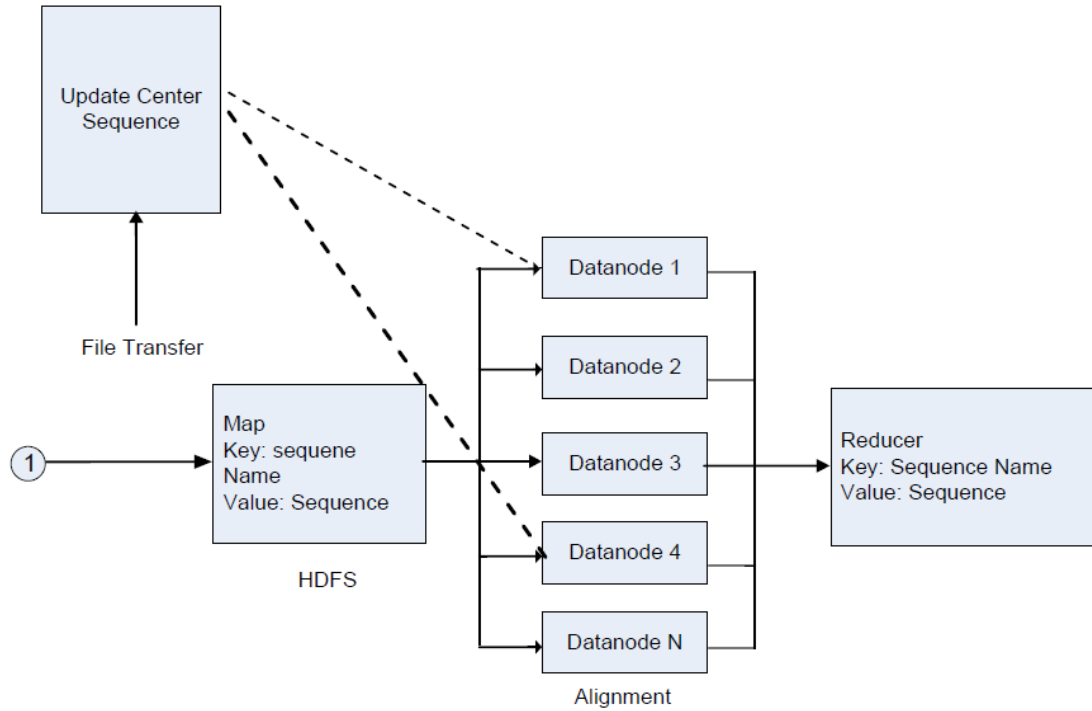 Update Center
Sequence
File Transfer
1
Map
Key: sequene
Name
Value: Sequence
HDFS
Datanode 1
Datanode 2
Datanode 3
Datanode 4
Datanode N
Alignment
Reducer
Key: Sequence Name
Value: Sequence